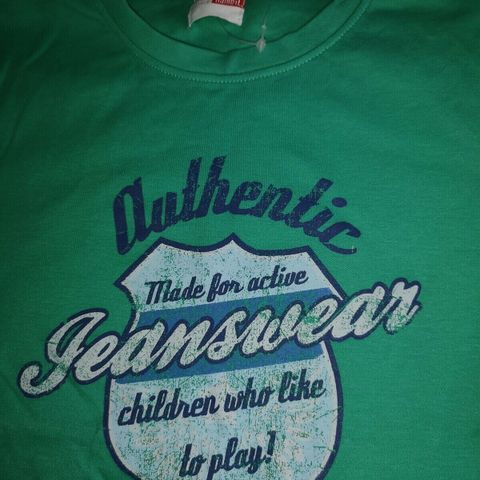 Authentic
Made for active
Jeanswear
children who like
to play!